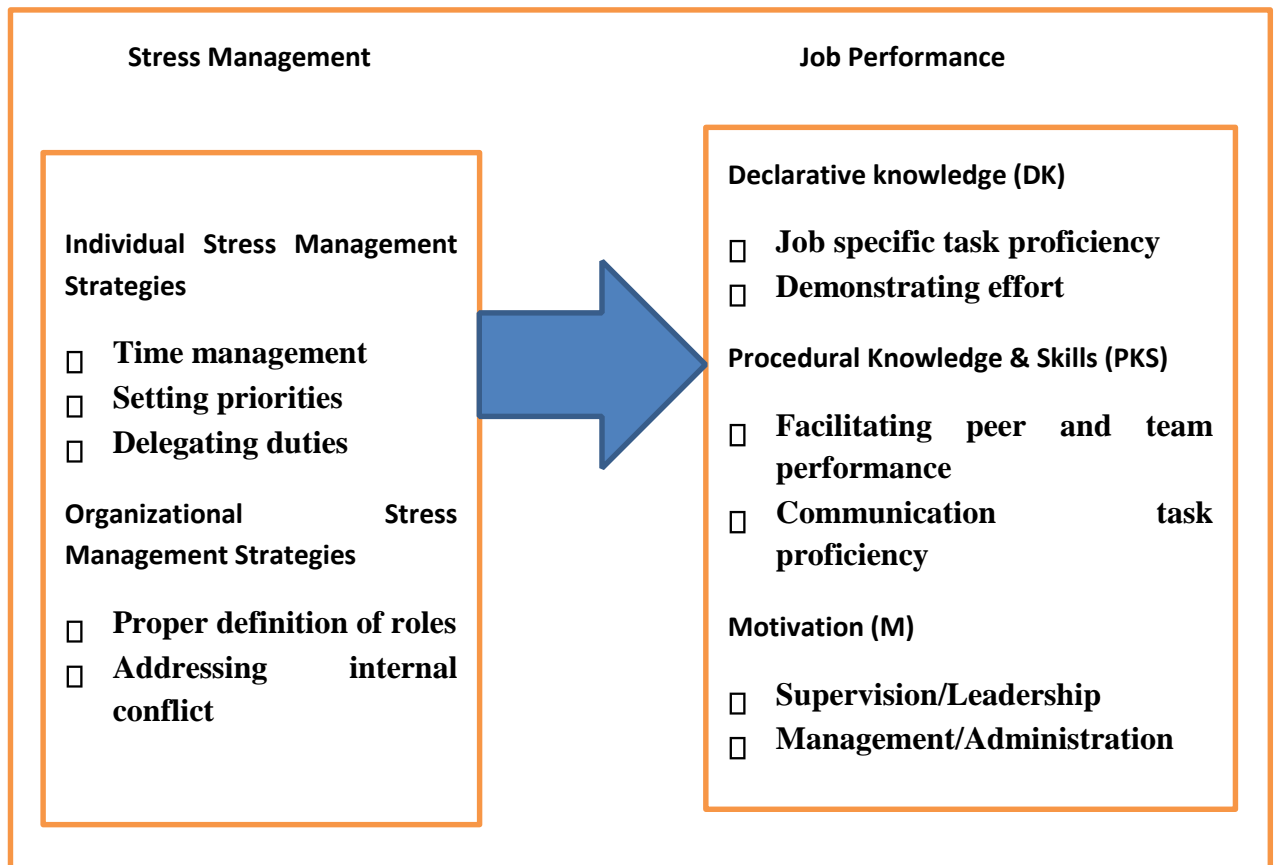 Stress Management
Job Performance
Individual Stress Management
Strategies
Time management
Setting priorities
Delegating duties
Organizational Stress
Management Strategies
Proper definition of roles
Addressing internal
conflict
Declarative knowledge (DK)
Job specific task proficiency
Demonstrating effort
Procedural Knowledge & Skills (PKS)
Facilitating peer and team
performance
Communication task
proficiency
Motivation (M)
Supervision/Leadership
Management/Administration